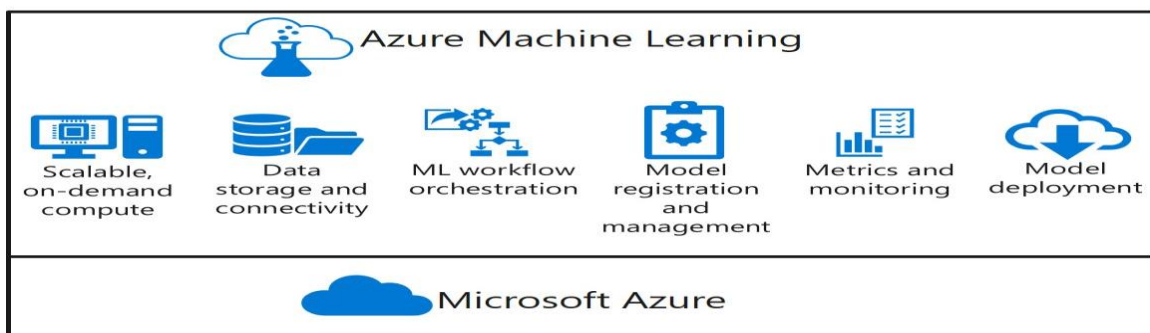 Azure Machine Learning
Scalable,
on-demand
compute
Data
storage and
connectivity
ML workflow
orchestration
Model
registration
and
management
Metrics and
monitoring
Model
deployment
Microsoft Azure